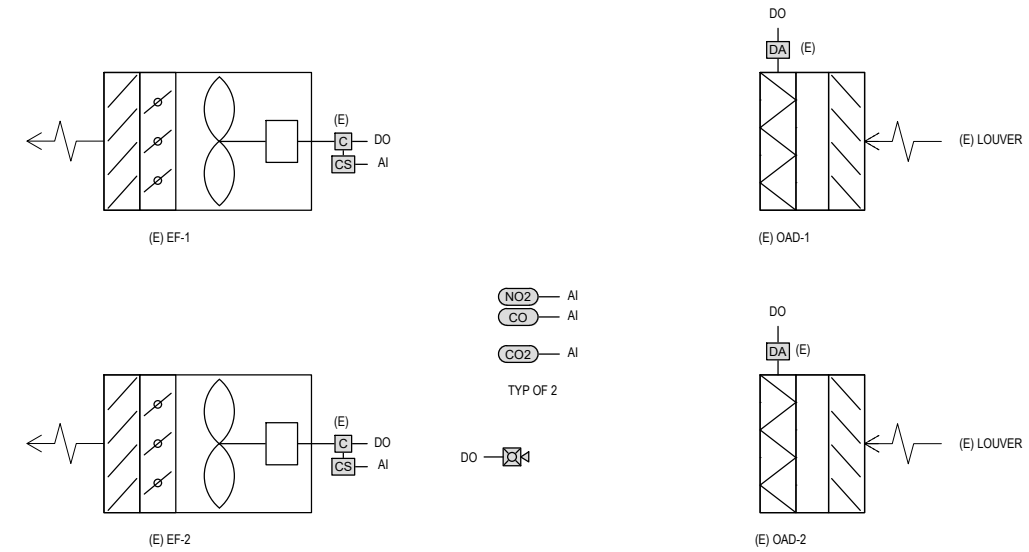 DO
DA (E)
(E)
C DO
CS AI
(E) LOUVER
(E) EF-1
(E) OAD-1
NO2 AI
CO AI
CO2 AI
TYP OF 2
DO
DA (E)
(E)
C DO
CS AI
DO
(E) LOUVER
(E) EF-2
(E) OAD-2